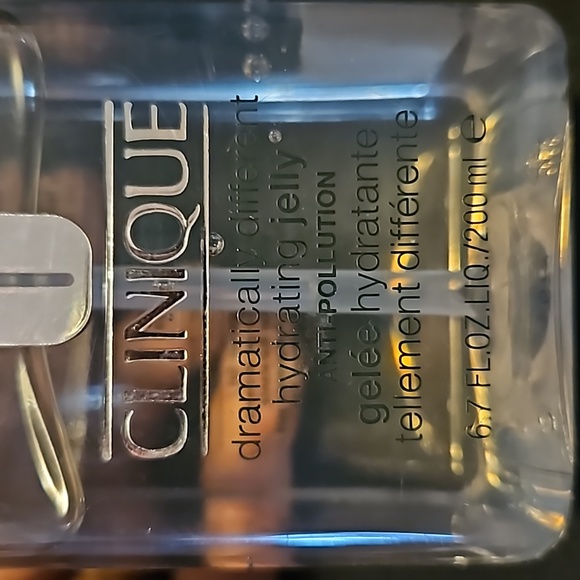 CLINIQUE
dramatically different
hydrating jelly
ANTI-POLLUTION
gelée hydratante
tellement différente
6.7 FL.OZ.LIQ./200 ml ℮